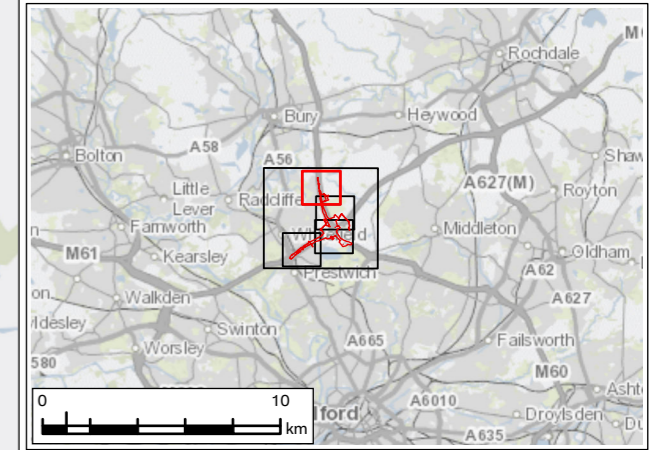 Rochdale
Bury
Heywood
A58
Bolton
A56
Shaw
A627(M)
Little
Lever
Radcliffe
Royton
Farnworth
Middleton
M61
Kearsley
Prestwich
Oldham
A62
Walkden
A627
Swinton
A665
Failsworth
Worsley
580
M60
0
10
km
A6010
Droylsden
A635